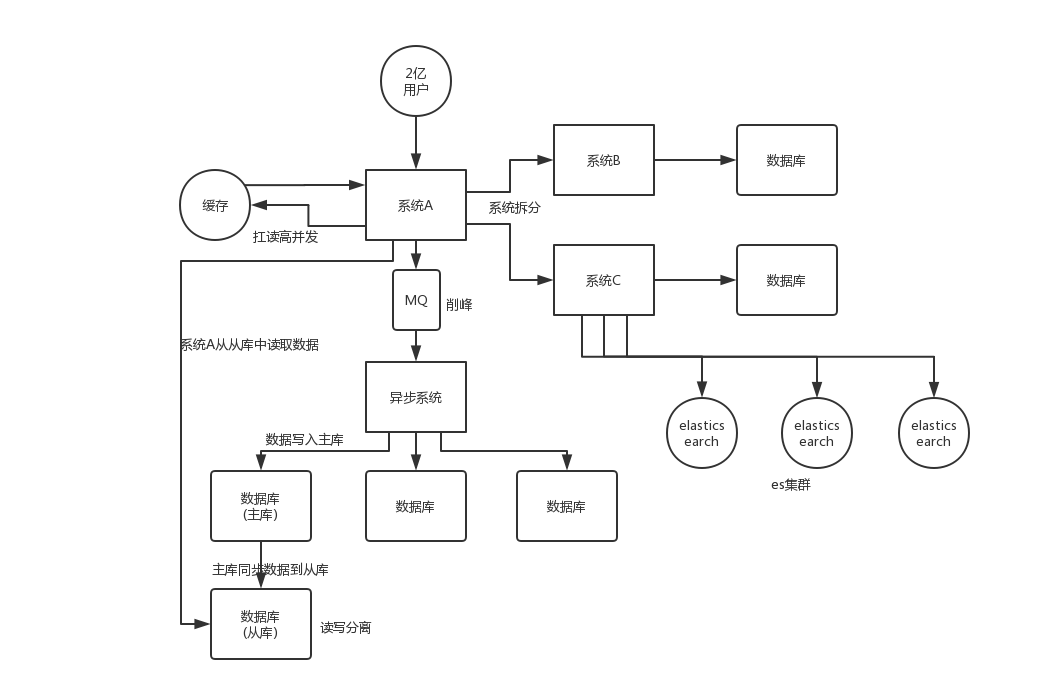 2亿
用户
系统B
数据库
缓存
系统A
系统拆分
扛读高并发
系统C
数据库
MQ
削峰
系统A从从库中读取数据
异步系统
elastics
earch
elastics
earch
elastics
earch
数据写入主库
es集群
数据库
(主库)
数据库
数据库
主库同步数据到从库
数据库
(从库)
读写分离